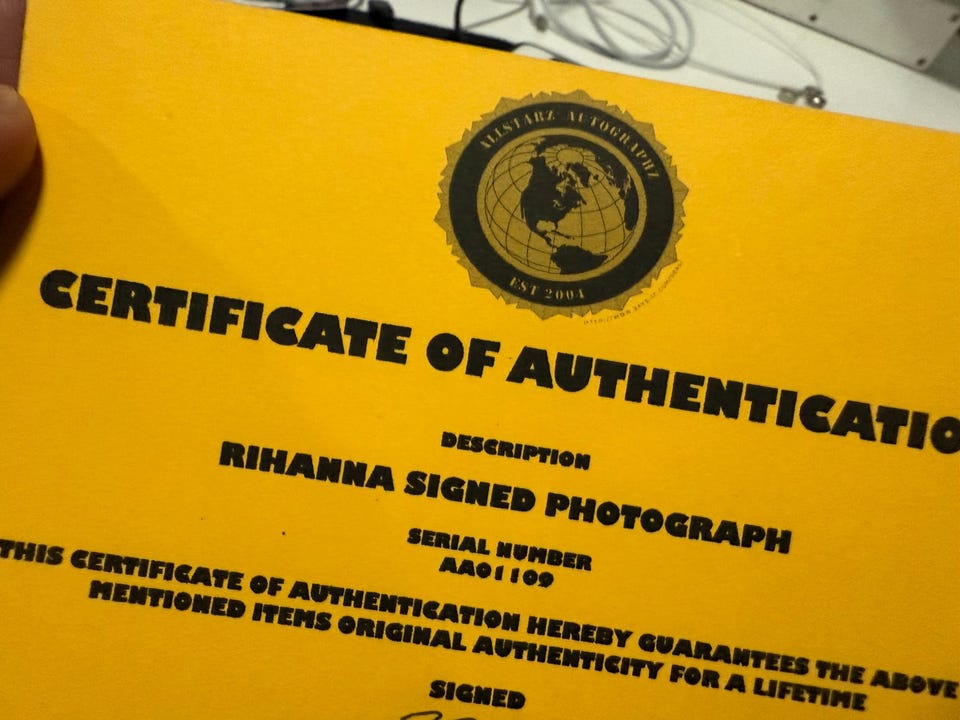 ALLSTARZ AUTOGRAPHZ
EST 2004
CERTIFICATE OF AUTHENTICATIO
DESCRIPTION
RIHANNA SIGNED PHOTOGRAPH
SERIAL NUMBER
AA01109
THIS CERTIFICATE OF AUTHENTICATION HEREBY GUARANTEES THE ABOVE
MENTIONED ITEMS ORIGINAL AUTHENTICITY FOR A LIFETIME
SIGNED